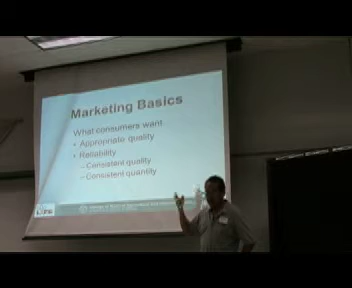 Marketing Basics
What consumers want
• Appropriate quality
• Reliability
– Consistent quality
– Consistent quantity